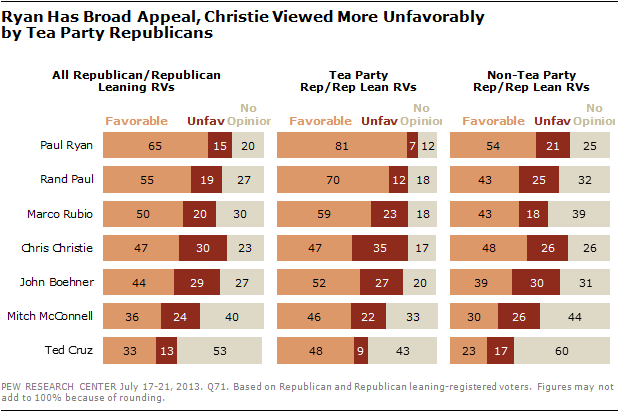 Ryan Has Broad Appeal, Christie Viewed More Unfavorably
by Tea Party Republicans
All Republican/Republican Leaning RVs
Tea Party Rep/Rep Lean RVs
Non-Tea Party Rep/Rep Lean RVs
Favorable Unfav No Opinion Favorable Unfav No Opinion Favorable Unfav No Opinion
Paul Ryan 65 15 20 81 7 12 54 21 25
Rand Paul 55 19 27 70 12 18 43 25 32
Marco Rubio 50 20 30 59 23 18 43 18 39
Chris Christie 47 30 23 47 35 17 48 26 26
John Boehner 44 29 27 52 27 20 39 30 31
Mitch McConnell 36 24 40 46 22 33 30 26 44
Ted Cruz 33 13 53 48 9 43 23 17 60
PEW RESEARCH CENTER July 17-21, 2013. Q71. Based on Republican and Republican leaning-registered voters. Figures may not
add to 100% because of rounding.